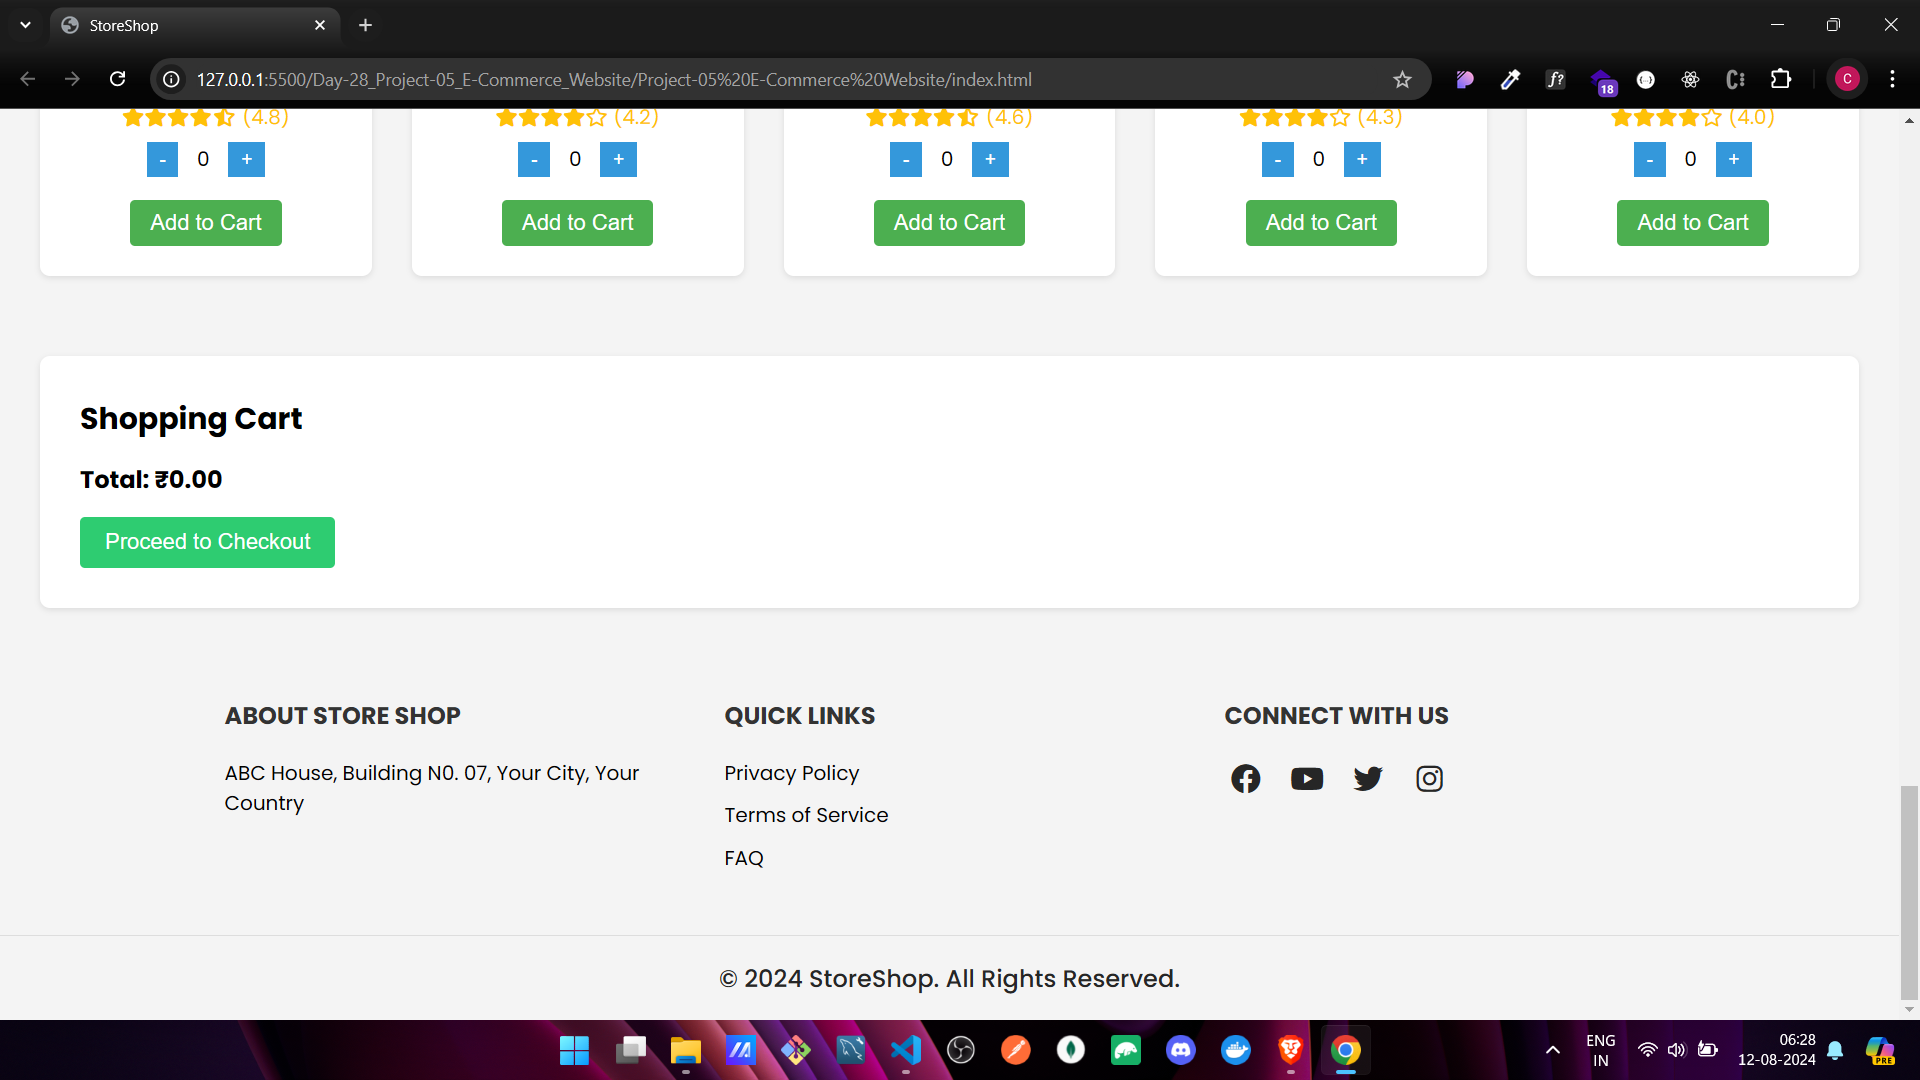 StoreShop
127.0.0.1:5500/Day-28_Project-05_E-Commerce_Website/Project-05%20E-Commerce%20Website/index.html
f?
18
C
(4.8) (4.2) (4.6) (4.3) (4.0)
- 0 + - 0 + - 0 + - 0 + - 0 +
Add to Cart Add to Cart Add to Cart Add to Cart Add to Cart
Shopping Cart
Total: ₹0.00
Proceed to Checkout
ABOUT STORE SHOP
ABC House, Building N0. 07, Your City, Your
Country
QUICK LINKS
Privacy Policy
Terms of Service
FAQ
CONNECT WITH US
© 2024 StoreShop. All Rights Reserved.
ENG
IN
06:28
12-08-2024
PRE